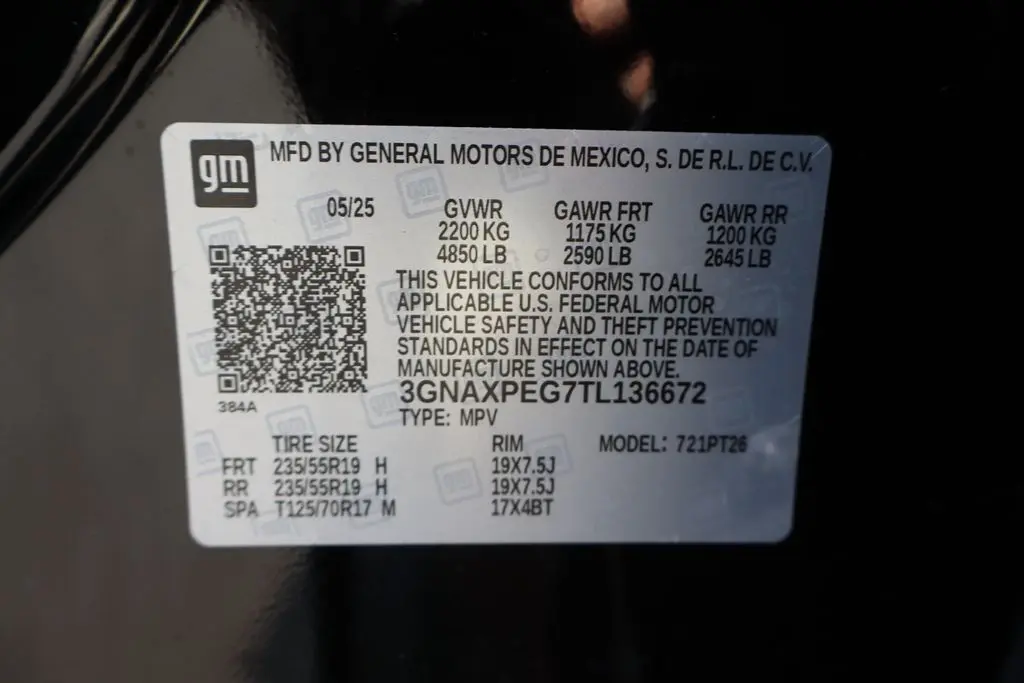 gm MFD BY GENERAL MOTORS DE MEXICO, S. DE R.L. DE C.V.
05/25 GVWR GAWR FRT GAWR RR
2200 KG 1175 KG 1200 KG
4850 LB 2590 LB 2645 LB
THIS VEHICLE CONFORMS TO ALL
APPLICABLE U.S. FEDERAL MOTOR
VEHICLE SAFETY AND THEFT PREVENTION
STANDARDS IN EFFECT ON THE DATE OF
MANUFACTURE SHOWN ABOVE.
3GNAXPEG7TL136672
384A
TYPE: MPV
TIRE SIZE RIM MODEL: 721PT26
FRT 235/55R19 H 19X7.5J
RR 235/55R19 H 19X7.5J
SPA T125/70R17 M 17X4BT